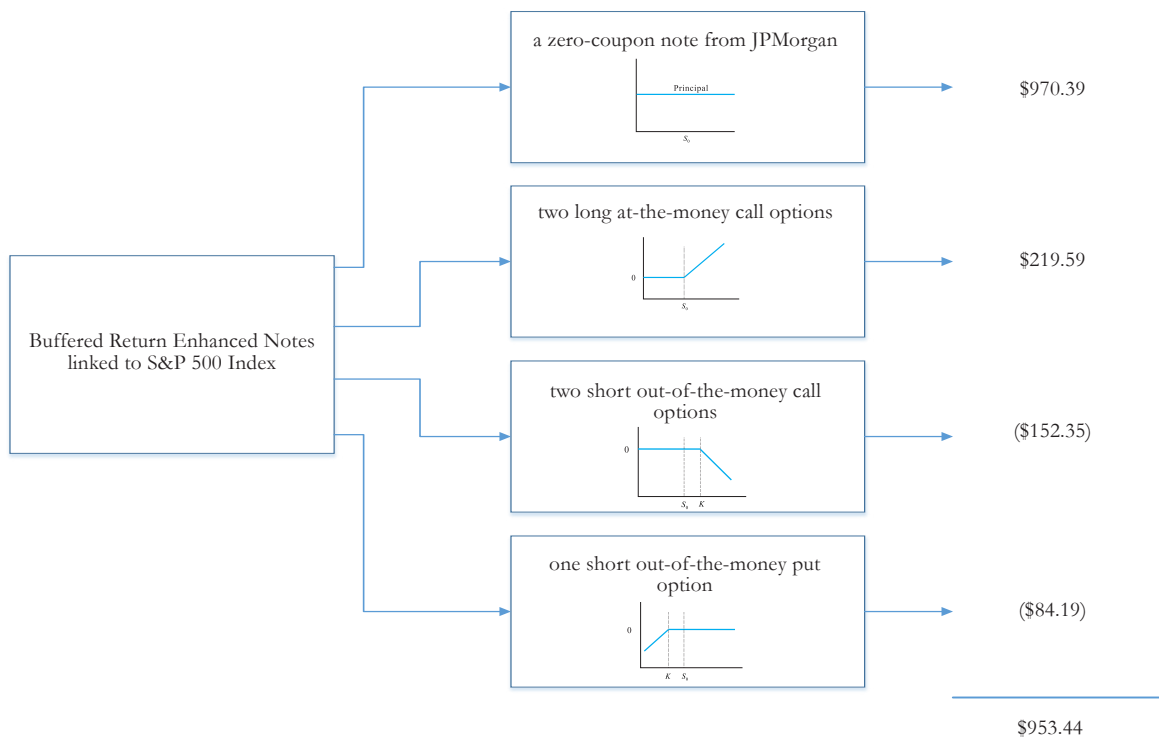 a zero-coupon note from JPMorgan
Principal
S0
$970.39
two long at-the-money call options
0
S0
$219.59
Buffered Return Enhanced Notes
linked to S&P 500 Index
two short out-of-the-money call
options
0
S0 K
($152.35)
one short out-of-the-money put
option
0
K S0
($84.19)
$953.44